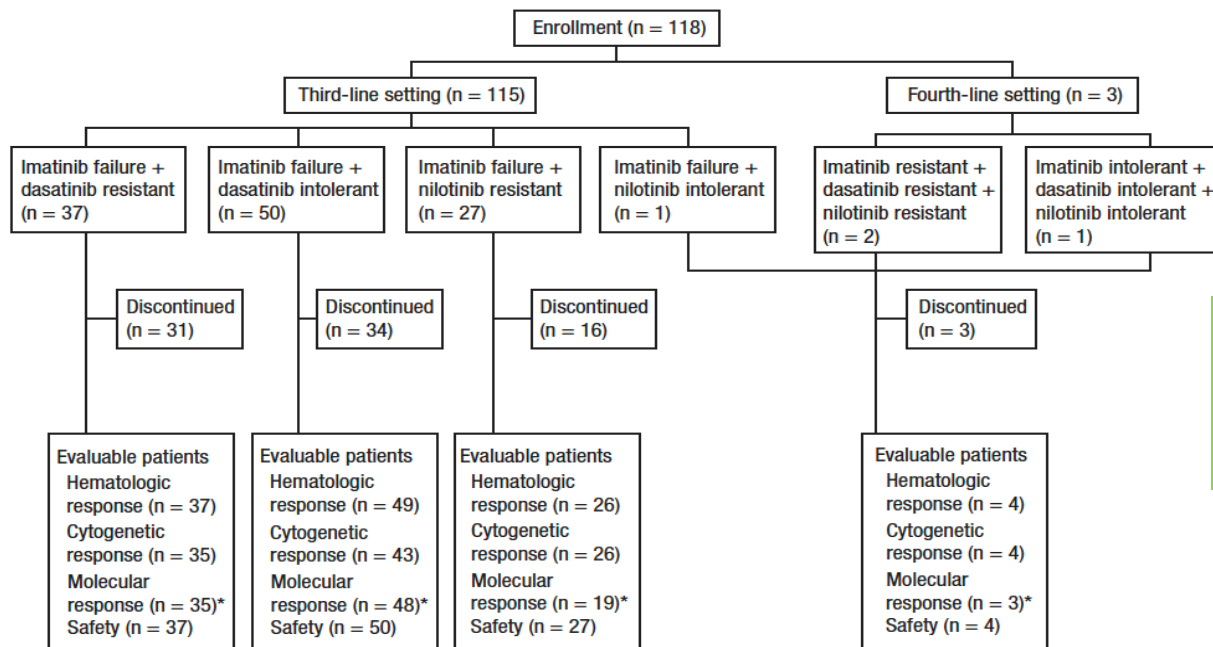 Enrollment (n = 118)
Third-line setting (n = 115)
Fourth-line setting (n = 3)
Imatinib failure +
dasatinib resistant
(n = 37)
Imatinib failure +
dasatinib intolerant
(n = 50)
Imatinib failure +
nilotinib resistant
(n = 27)
Imatinib failure +
nilotinib intolerant
(n = 1)
Imatinib resistant +
dasatinib resistant +
nilotinib resistant
(n = 2)
Imatinib intolerant +
dasatinib intolerant +
nilotinib intolerant
(n = 1)
Discontinued
(n = 31)
Discontinued
(n = 34)
Discontinued
(n = 16)
Discontinued
(n = 3)
Evaluable patients
Hematologic
response (n = 37)
Cytogenetic
response (n = 35)
Molecular
response (n = 35)*
Safety (n = 37)
Evaluable patients
Hematologic
response (n = 49)
Cytogenetic
response (n = 43)
Molecular
response (n = 48)*
Safety (n = 50)
Evaluable patients
Hematologic
response (n = 26)
Cytogenetic
response (n = 26)
Molecular
response (n = 19)*
Safety (n = 27)
Evaluable patients
Hematologic
response (n = 4)
Cytogenetic
response (n = 4)
Molecular
response (n = 3)*
Safety (n = 4)